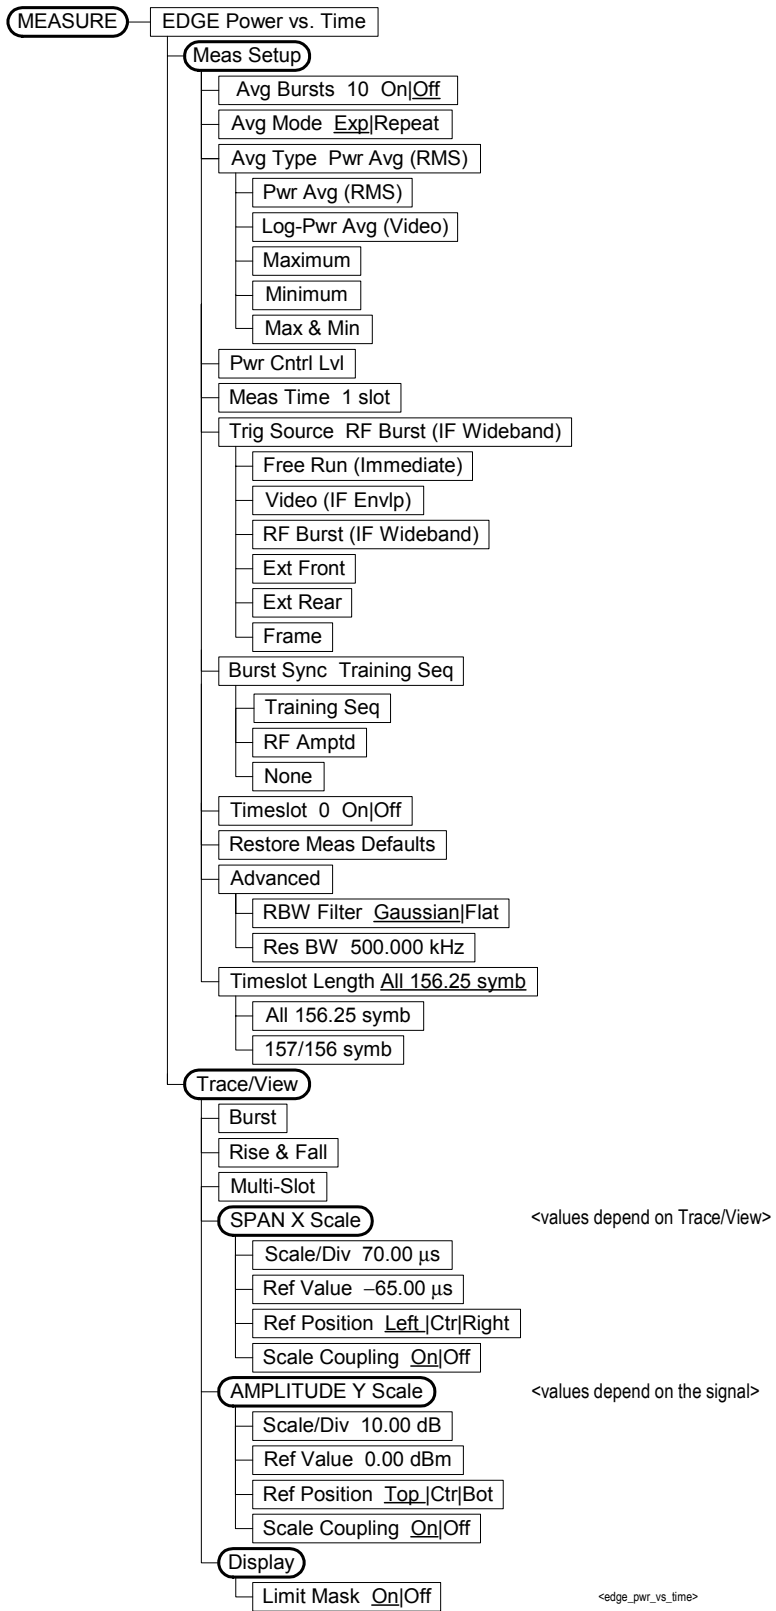 MEASURE EDGE Power vs. Time
Meas Setup
Avg Bursts 10 On|Off
Avg Mode Exp|Repeat
Avg Type Pwr Avg (RMS)
Pwr Avg (RMS)
Log-Pwr Avg (Video)
Maximum
Minimum
Max & Min
Pwr Cntrl Lvl
Meas Time 1 slot
Trig Source RF Burst (IF Wideband)
Free Run (Immediate)
Video (IF Envlp)
RF Burst (IF Wideband)
Ext Front
Ext Rear
Frame
Burst Sync Training Seq
Training Seq
RF Amptd
None
Timeslot 0 On|Off
Restore Meas Defaults
Advanced
RBW Filter Gaussian|Flat
Res BW 500.000 kHz
Timeslot Length All 156.25 symb
All 156.25 symb
157/156 symb
Trace/View
Burst
Rise & Fall
Multi-Slot
SPAN X Scale <values depend on Trace/View>
Scale/Div 70.00 μs
Ref Value −65.00 μs
Ref Position Left |Ctr|Right
Scale Coupling On|Off
AMPLITUDE Y Scale <values depend on the signal>
Scale/Div 10.00 dB
Ref Value 0.00 dBm
Ref Position Top |Ctr|Bot
Scale Coupling On|Off
Display
Limit Mask On|Off <edge_pwr_vs_time>